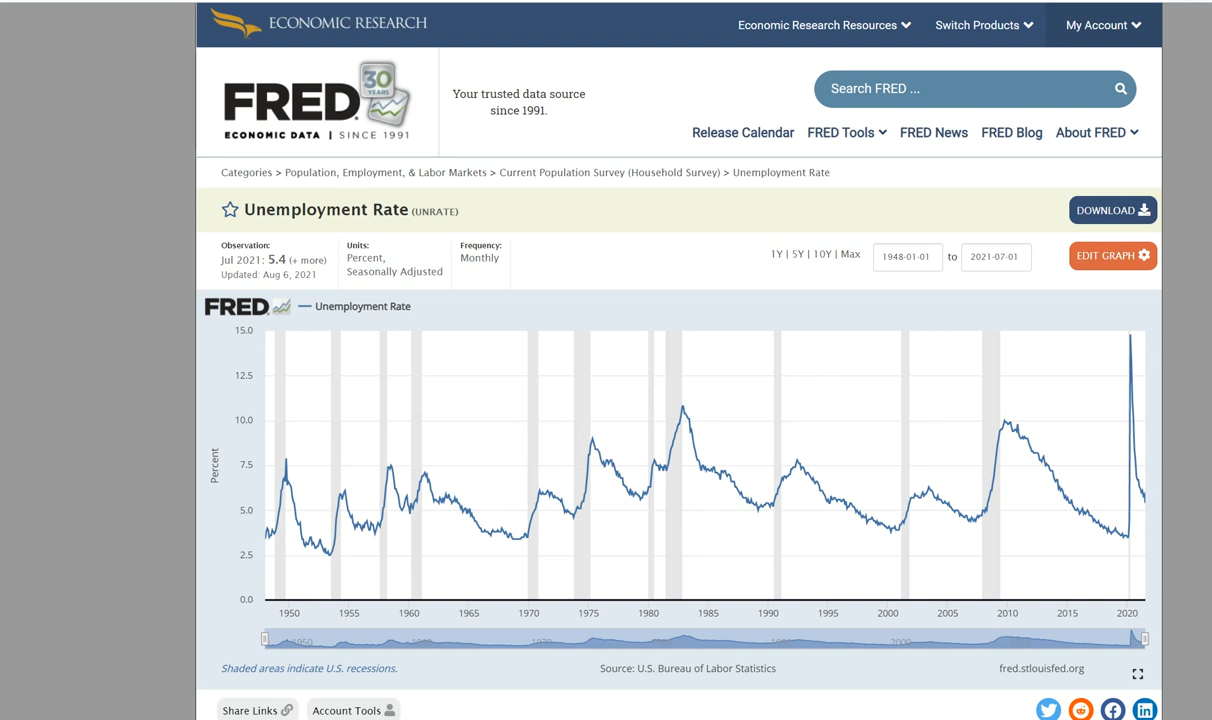 ECONOMIC RESEARCH
Economic Research Resources
Switch Products
My Account
30
YEARS
FRED
ECONOMIC DATA | SINCE 1991
Your trusted data source
since 1991.
Search FRED ...
Release Calendar
FRED Tools
FRED News
FRED Blog
About FRED
Categories > Population, Employment, & Labor Markets > Current Population Survey (Household Survey) > Unemployment Rate
Unemployment Rate (UNRATE)
DOWNLOAD
Observation:
Jul 2021: 5.4 (+ more)
Updated: Aug 6, 2021
Units:
Percent,
Seasonally Adjusted
Frequency:
Monthly
1Y | 5Y | 10Y | Max
1948-01-01 to 2021-07-01
EDIT GRAPH
FRED
Unemployment Rate
15.0
12.5
10.0
7.5
5.0
2.5
0.0
Percent
1950 1955 1960 1965 1970 1975 1980 1985 1990 1995 2000 2005 2010 2015 2020
1950 1960 1970 2000
Shaded areas indicate U.S. recessions.
Source: U.S. Bureau of Labor Statistics
fred.stlouisfed.org
Share Links
Account Tools